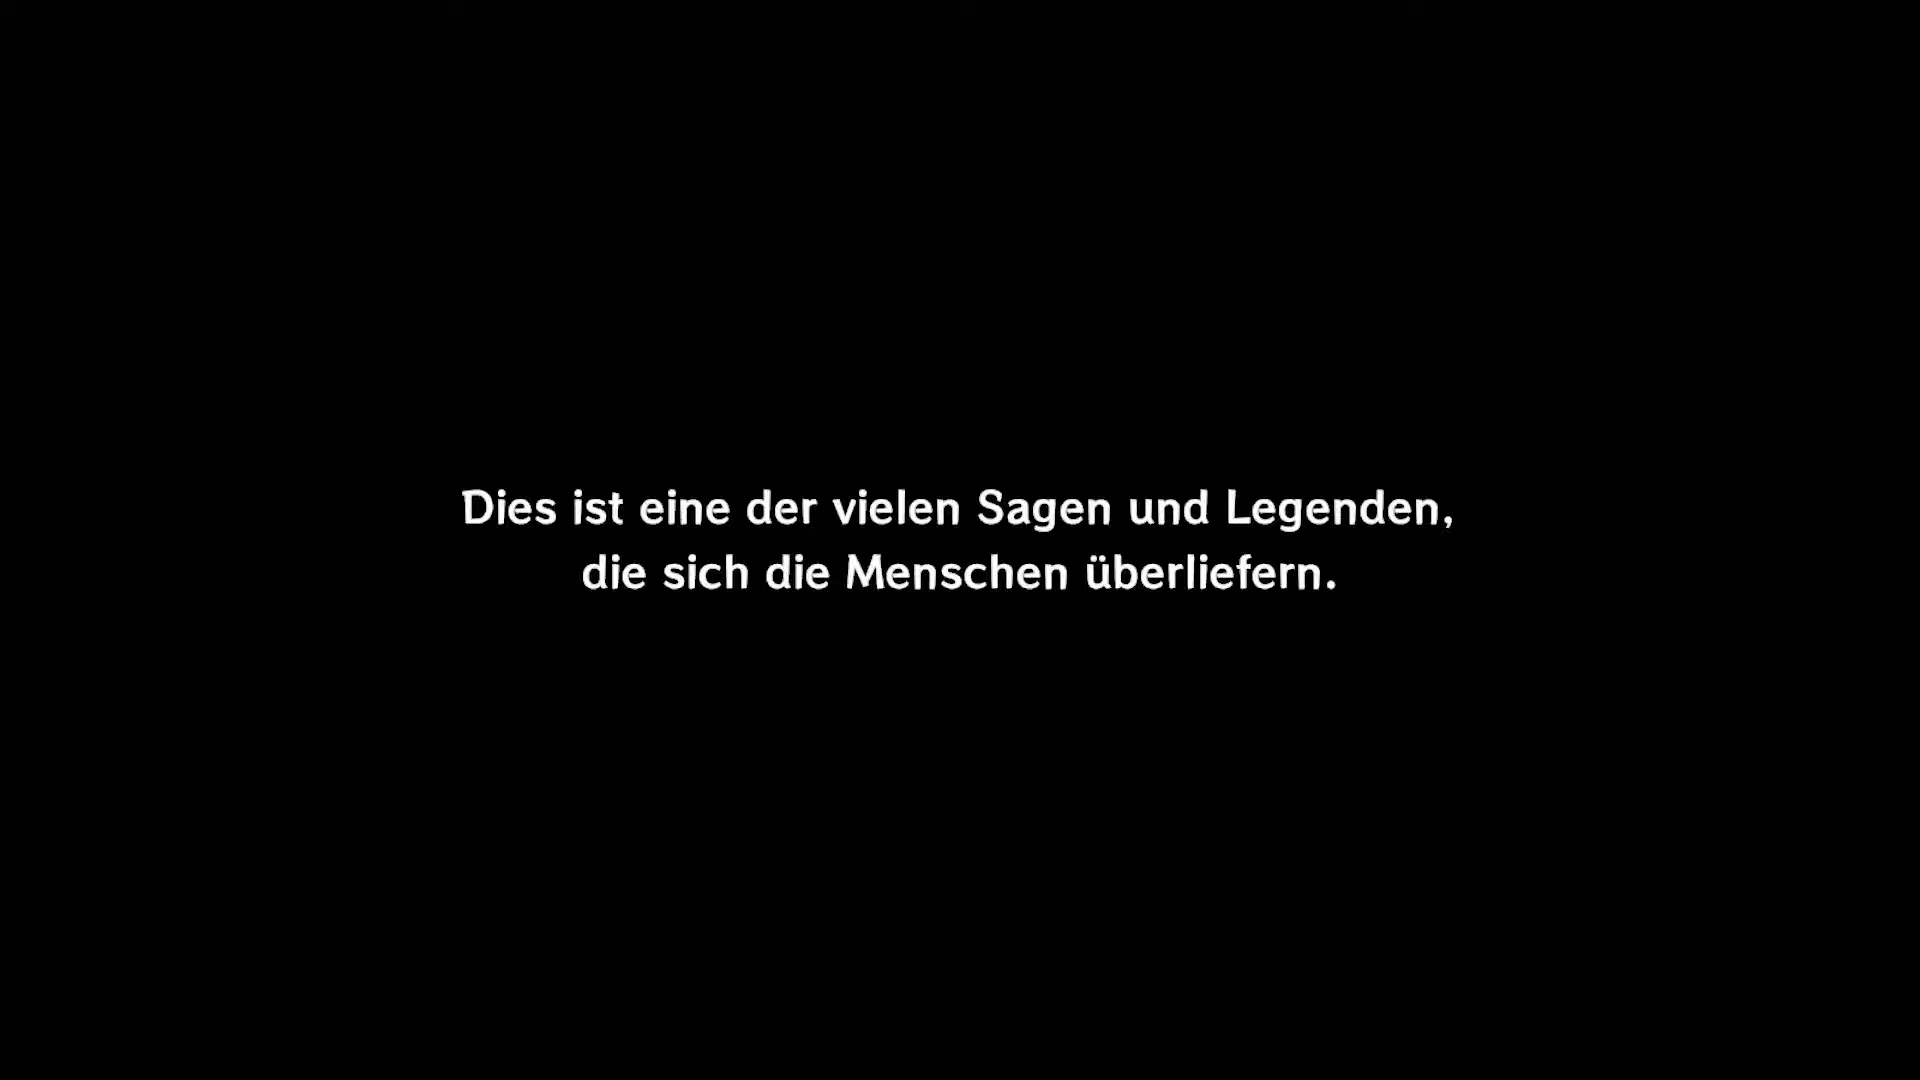 Dies ist eine der vielen Sagen und Legenden,
die sich die Menschen überliefern.